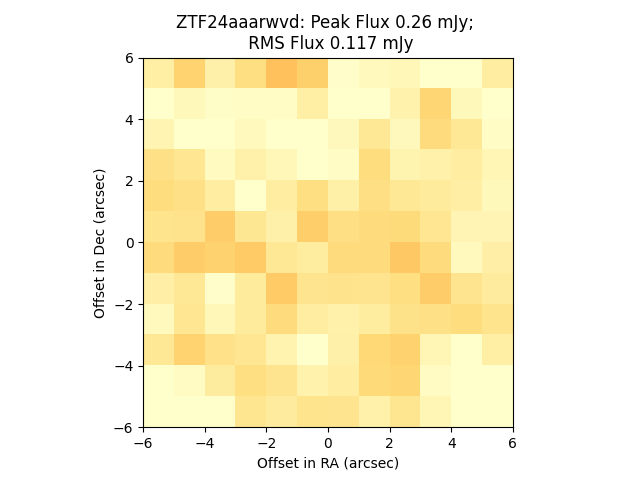 ZTF24aaarwvd: Peak Flux 0.26 mJy;
RMS Flux 0.117 mJy
6
4
2
0
−2
−4
−6
Offset in Dec (arcsec)
−6 −4 −2 0 2 4 6
Offset in RA (arcsec)